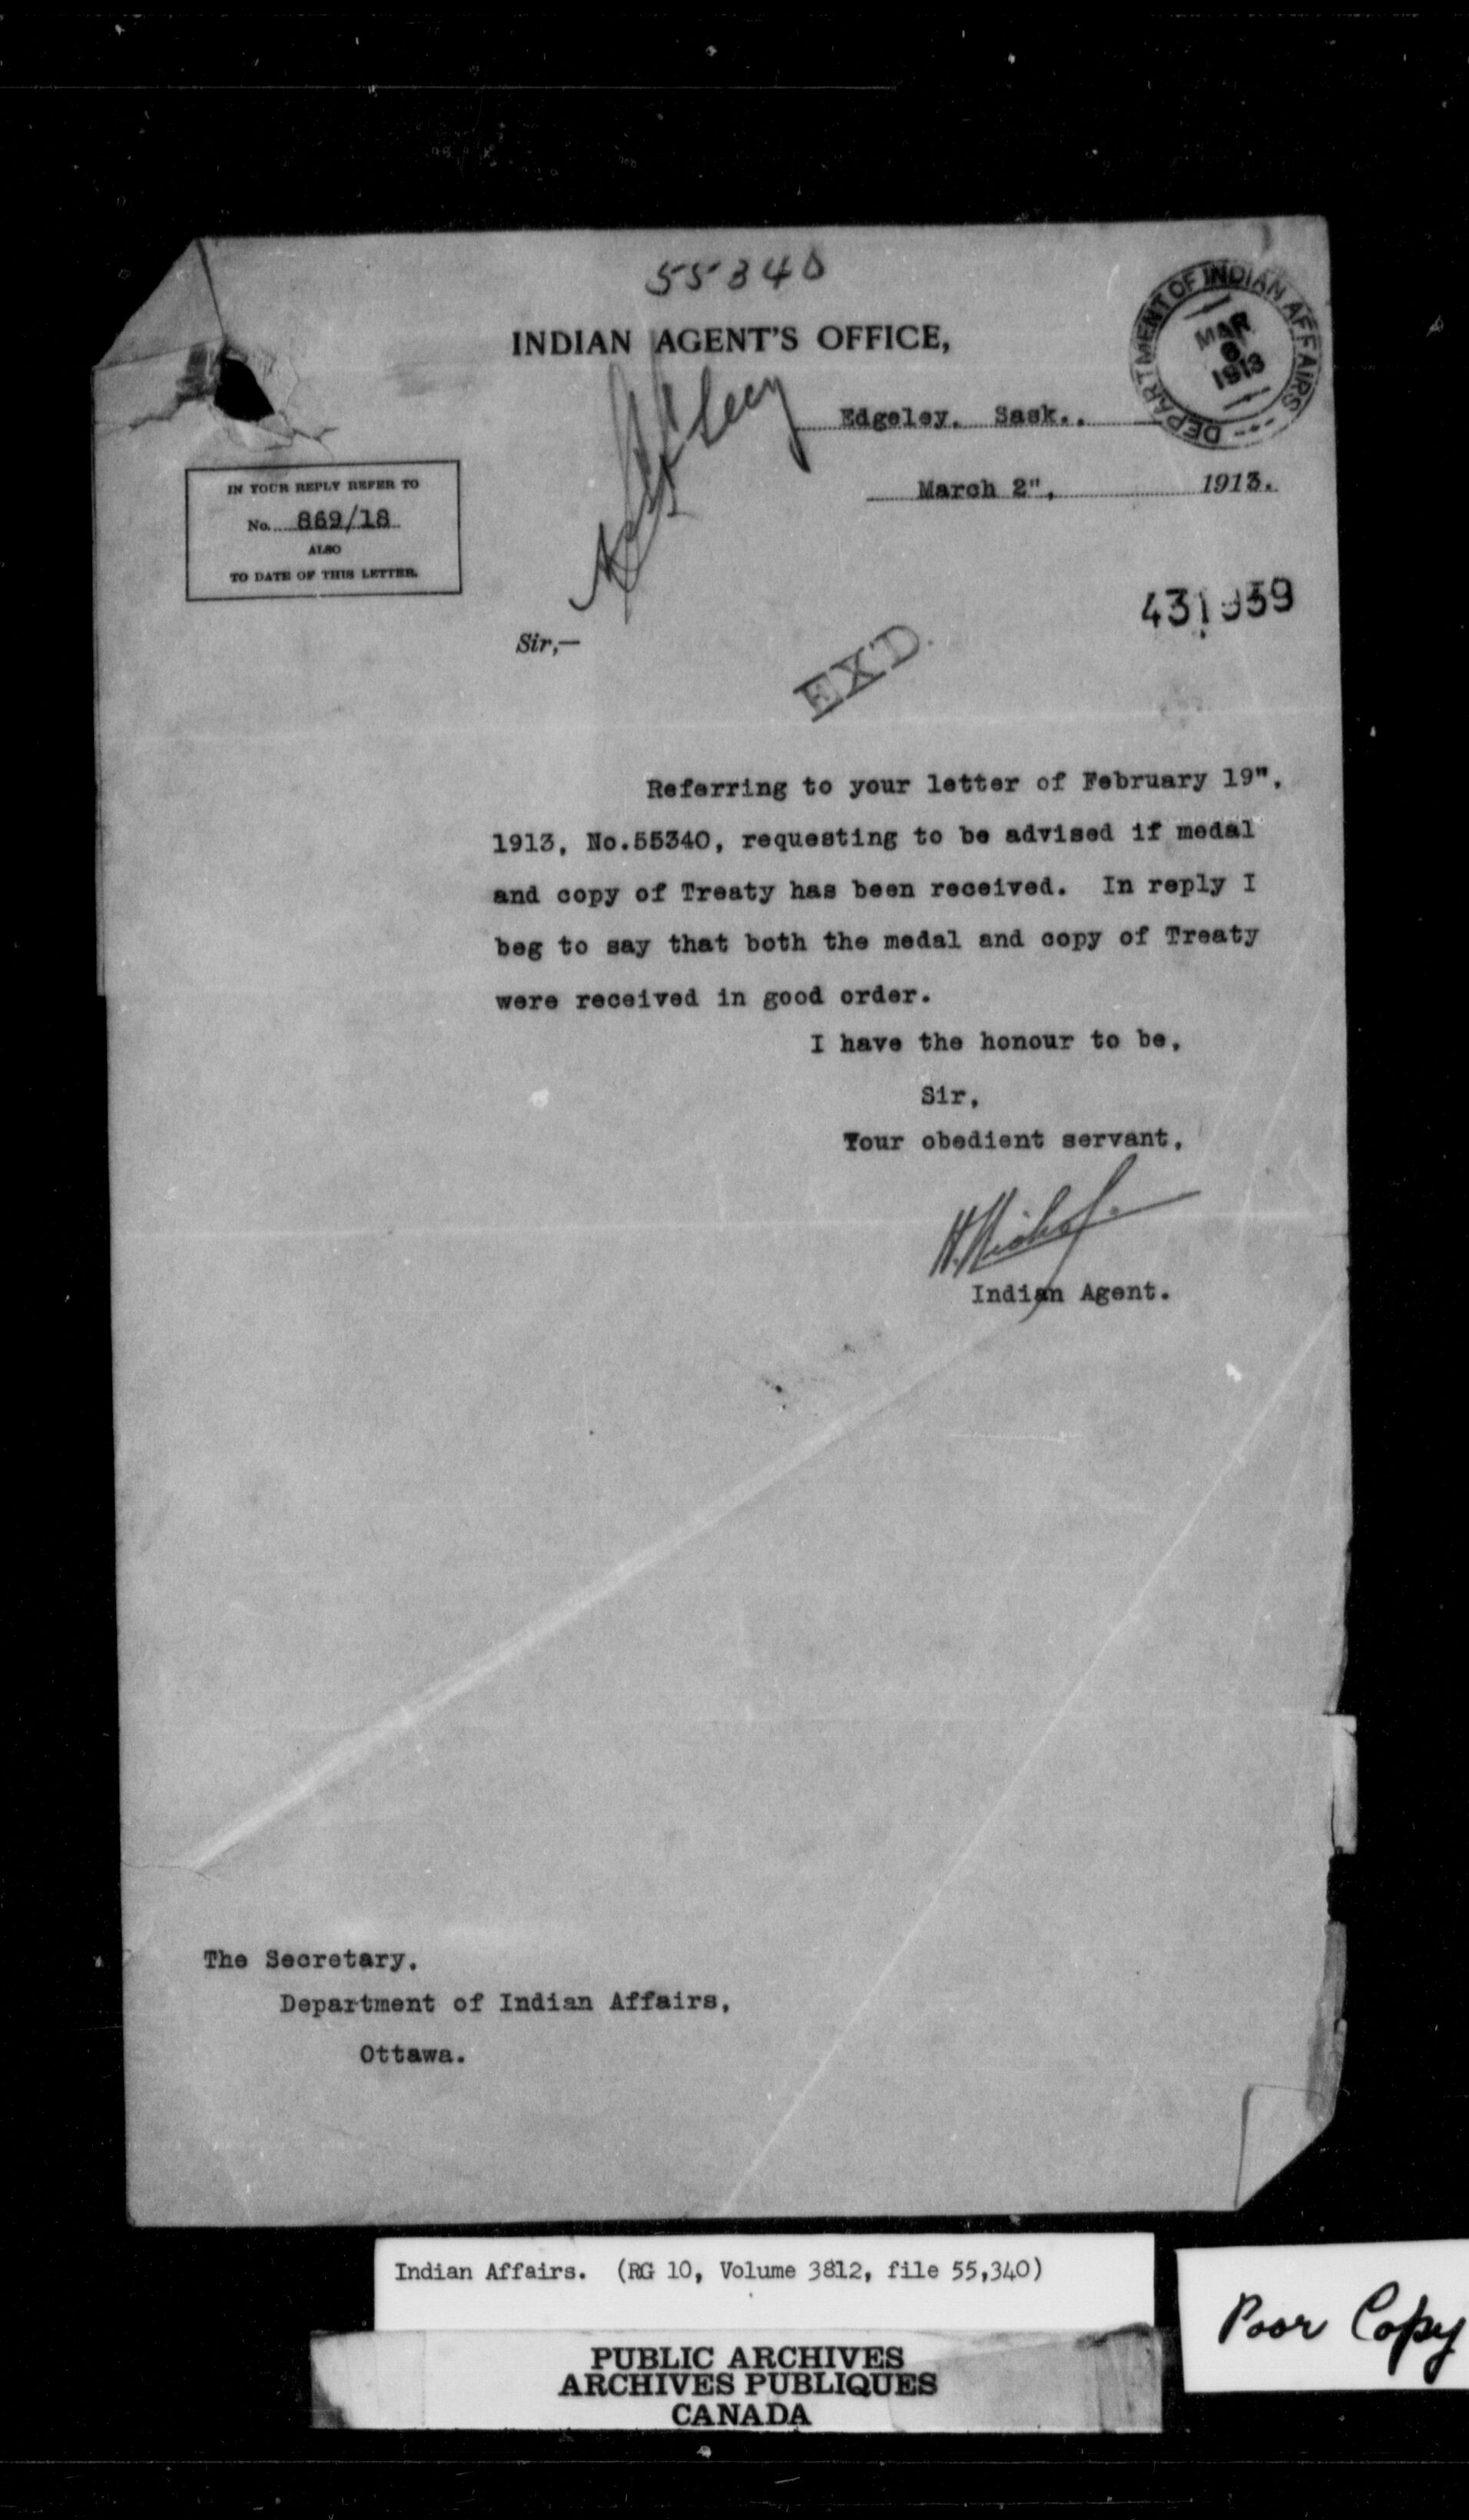 55340
INDIAN AGENT'S OFFICE,
DEPARTMENT OF INDIAN AFFAIRS
MAR
6
1913
Edgeley, Sask.,
March 2", 1913.
IN YOUR REPLY REFER TO
No. 869/18
ALSO
TO DATE OF THIS LETTER.
431939
Sir,—
EX'D.
Referring to your letter of February 19",
1913, No.55340, requesting to be advised if medal
and copy of Treaty has been received. In reply I
beg to say that both the medal and copy of Treaty
were received in good order.
I have the honour to be,
Sir,
Your obedient servant,
Indian Agent.
The Secretary,
Department of Indian Affairs,
Ottawa.
Indian Affairs. (RG 10, Volume 3812, file 55,340)
Poor Copy
PUBLIC ARCHIVES
ARCHIVES PUBLIQUES
CANADA